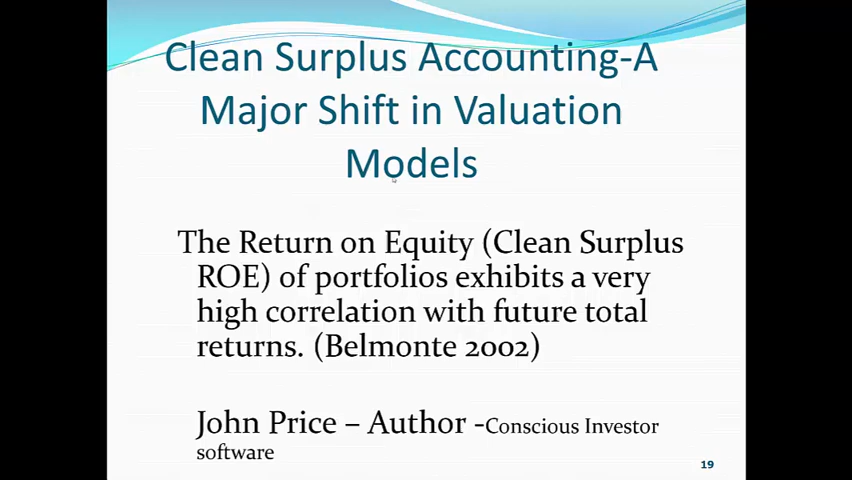 Clean Surplus Accounting-A
Major Shift in Valuation
Models
The Return on Equity (Clean Surplus
ROE) of portfolios exhibits a very
high correlation with future total
returns. (Belmonte 2002)
John Price – Author -Conscious Investor
software
19